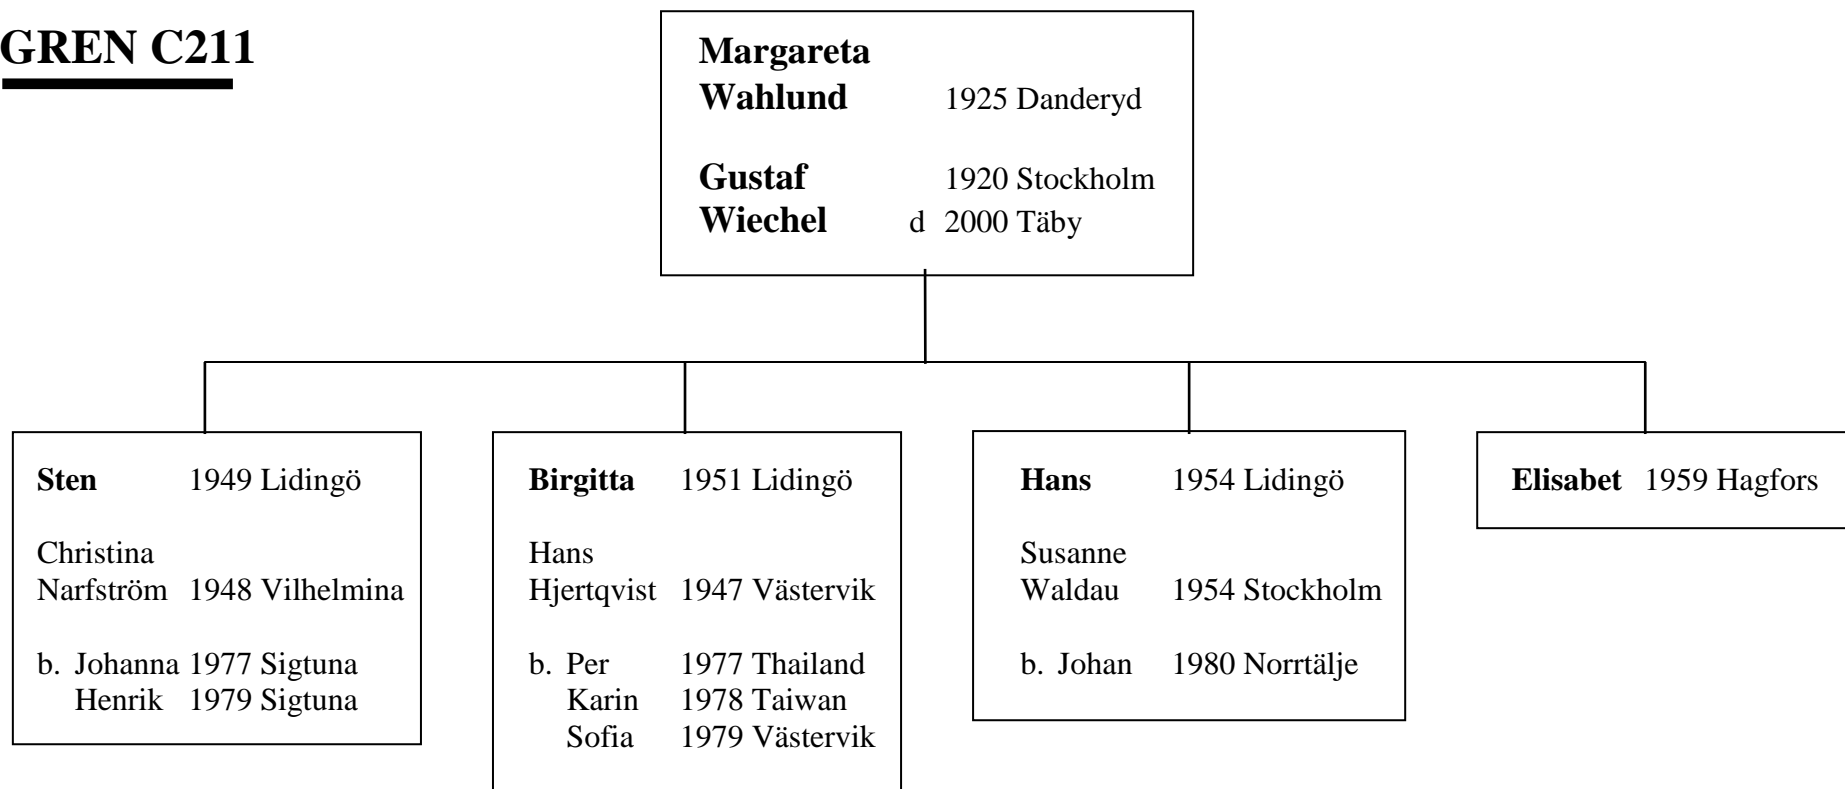 GREN C211
Margareta
Wahlund 1925 Danderyd
Gustaf 1920 Stockholm
Wiechel d 2000 Täby
Sten 1949 Lidingö
Christina
Narfström 1948 Vilhelmina
b. Johanna 1977 Sigtuna
Henrik 1979 Sigtuna
Birgitta 1951 Lidingö
Hans
Hjertqvist 1947 Västervik
b. Per 1977 Thailand
Karin 1978 Taiwan
Sofia 1979 Västervik
Hans 1954 Lidingö
Susanne
Waldau 1954 Stockholm
b. Johan 1980 Norrtälje
Elisabet 1959 Hagfors